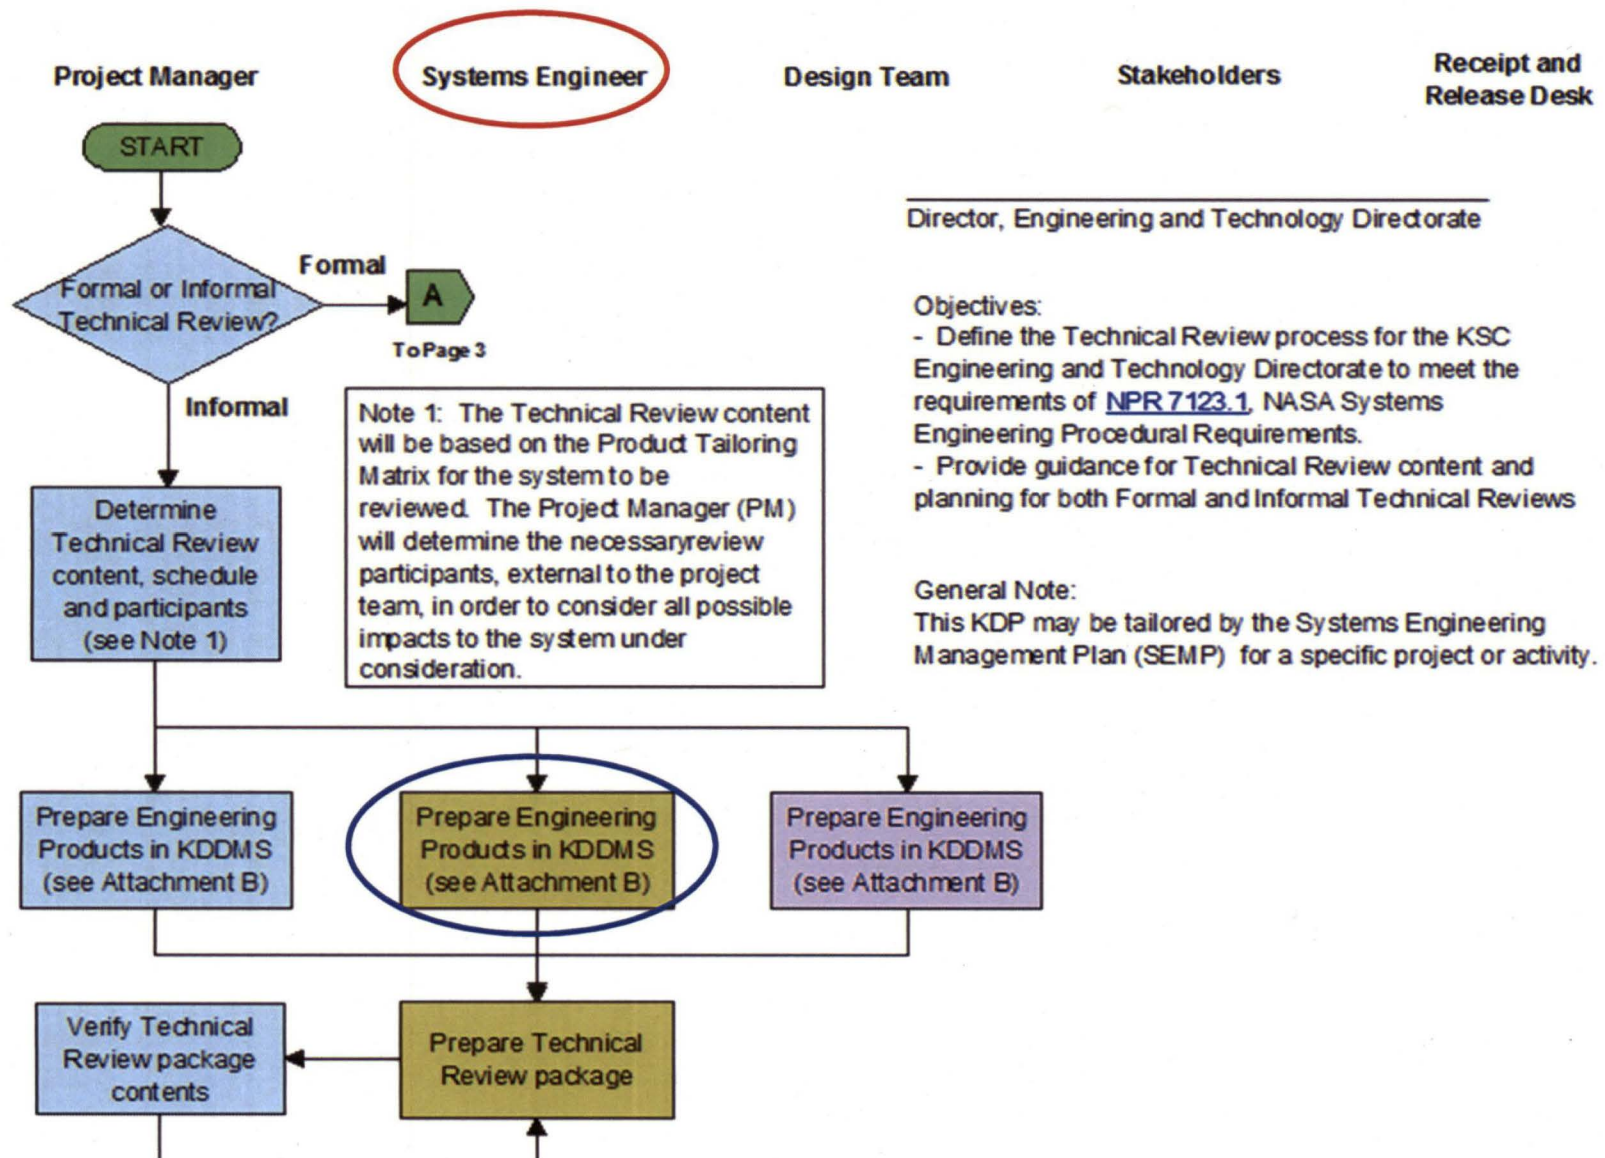 Project Manager
Systems Engineer
Design Team
Stakeholders
Receipt and
Release Desk
START
Director, Engineering and Technology Directorate
Formal
Formal or Informal
Technical Review?
A
To Page 3
Informal
Objectives:
- Define the Technical Review process for the KSC
Engineering and Technology Directorate to meet the
requirements of NPR 7123.1, NASA Systems
Engineering Procedural Requirements.
- Provide guidance for Technical Review content and
planning for both Formal and Informal Technical Reviews
Note 1: The Technical Review content
will be based on the Product Tailoring
Matrix for the system to be
reviewed. The Project Manager (PM)
will determine the necessaryreview
participants, external to the project
team, in order to consider all possible
impacts to the system under
consideration.
Determine
Technical Review
content, schedule
and participants
(see Note 1)
General Note:
This KDP may be tailored by the Systems Engineering
Management Plan (SEMP) for a specific project or activity.
Prepare Engineering
Products in KDDMS
(see Attachment B)
Prepare Engineering
Products in KDDMS
(see Attachment B)
Prepare Engineering
Products in KDDMS
(see Attachment B)
Verify Technical
Review package
contents
Prepare Technical
Review package